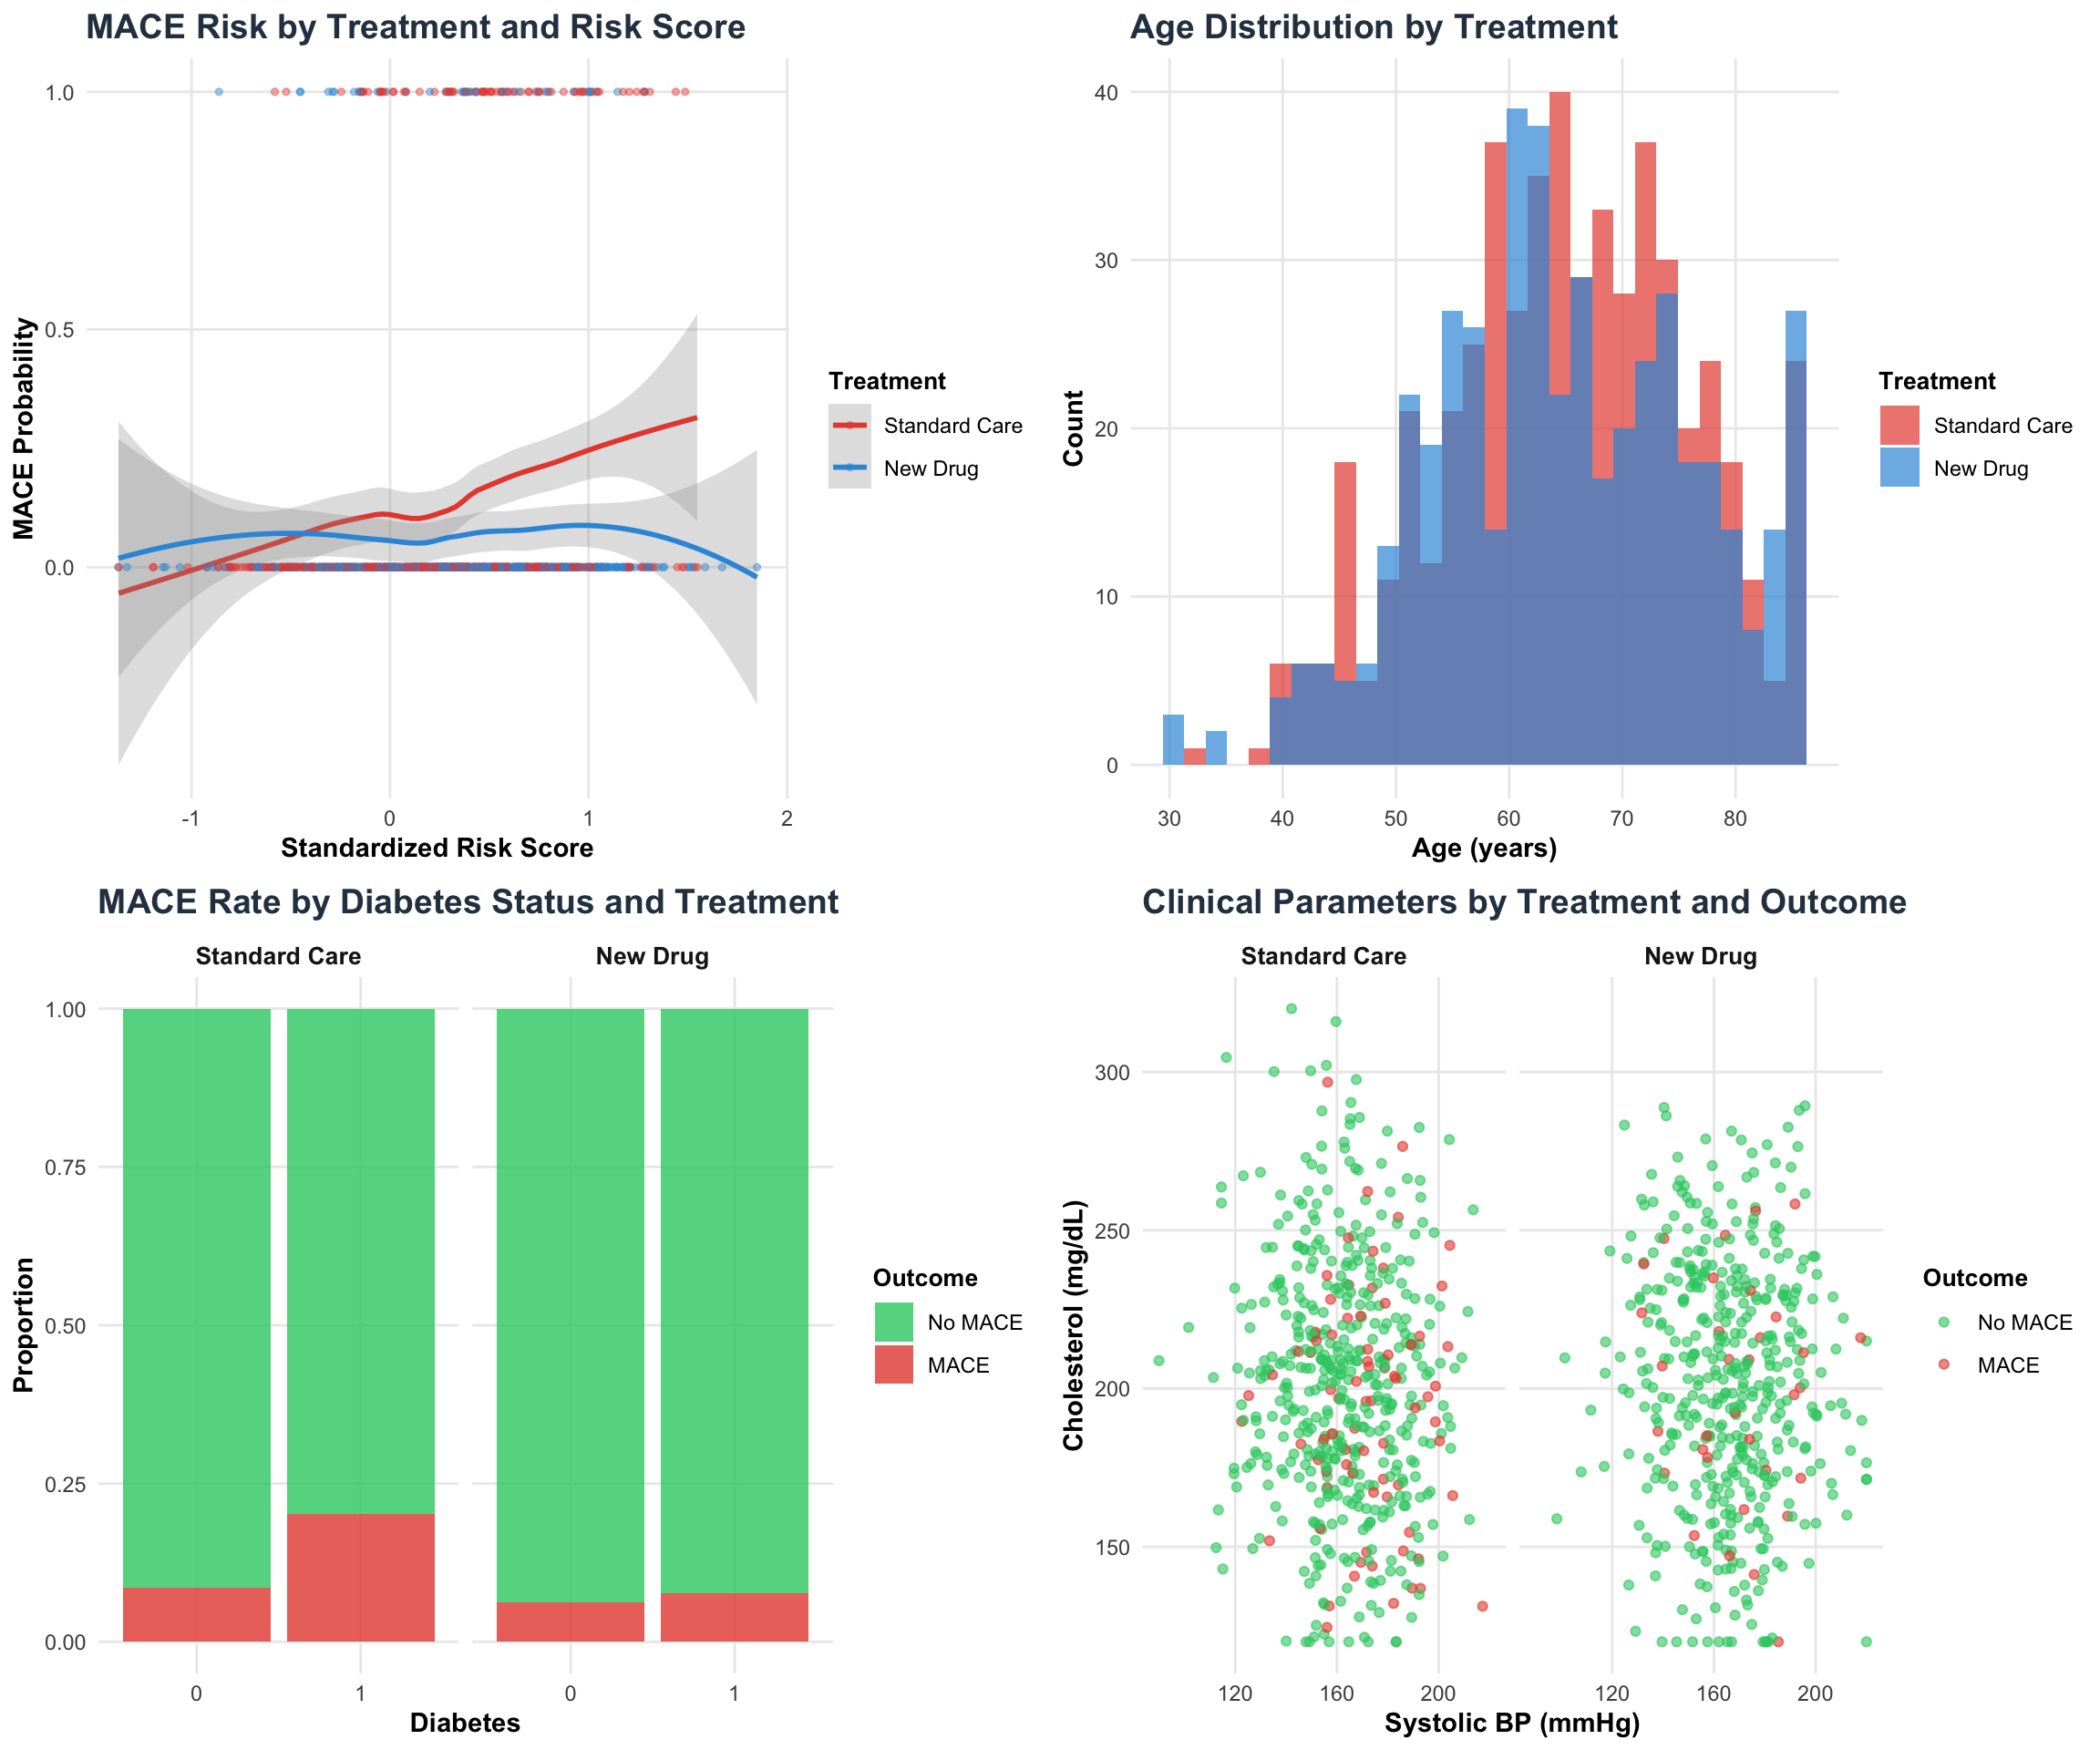 MACE Risk by Treatment and Risk Score
1.0
0.5
0.0
MACE Probability
-1
0
1
2
Standardized Risk Score
Treatment
Standard Care
New Drug
Age Distribution by Treatment
40
30
20
10
0
Count
30
40
50
60
70
80
Age (years)
Treatment
Standard Care
New Drug
MACE Rate by Diabetes Status and Treatment
Standard Care
New Drug
1.00
0.75
0.50
0.25
0.00
Proportion
0
1
0
1
Diabetes
Outcome
No MACE
MACE
Clinical Parameters by Treatment and Outcome
Standard Care
New Drug
300
250
200
150
Cholesterol (mg/dL)
120
160
200
120
160
200
Systolic BP (mmHg)
Outcome
No MACE
MACE